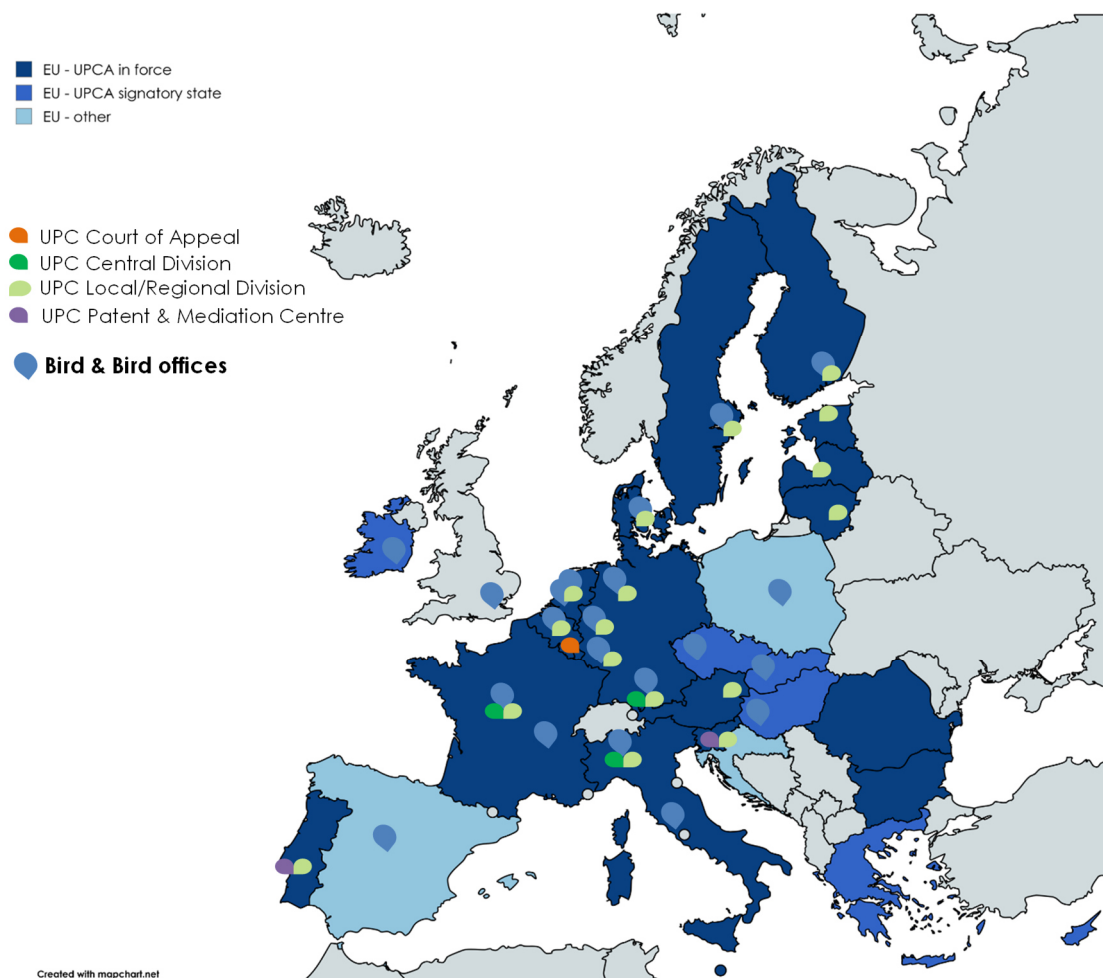 EU - UPCA in force
EU - UPCA signatory state
EU - other
UPC Court of Appeal
UPC Central Division
UPC Local/Regional Division
UPC Patent & Mediation Centre
Bird & Bird offices
Created with mapchart.net